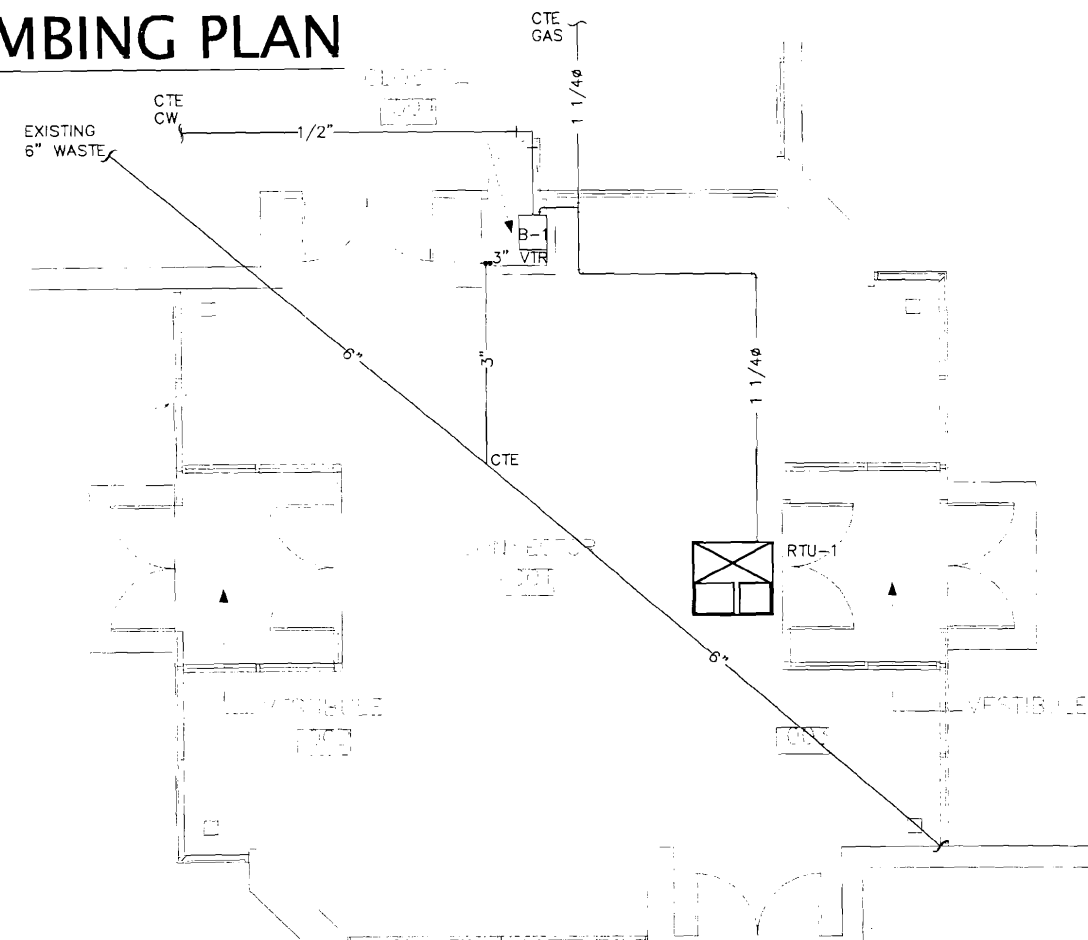 MBING PLAN
CTE
GAS
1 1/4ø
CTE
CW
1/2"
EXISTING
6" WASTE
B-1
VTR
3"
6"
3"
1 1/4ø
CTE
RTU-1
6"
VESTIBULE
VESTIBULE